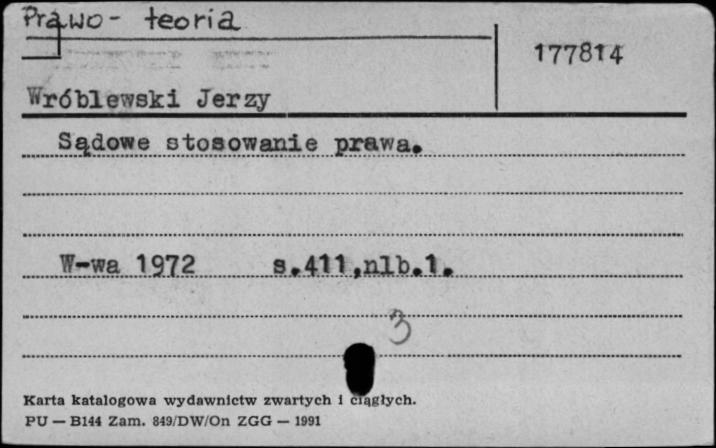 Prawo - teoria
177814
Wróblewski Jerzy
Sądowe stosowanie prawa.
W-wa 1972 s.411,nlb.1.
3
Karta katalogowa wydawnictw zwartych i ciągłych.
PU — B144 Zam. 849/DW/On ZGG — 1991